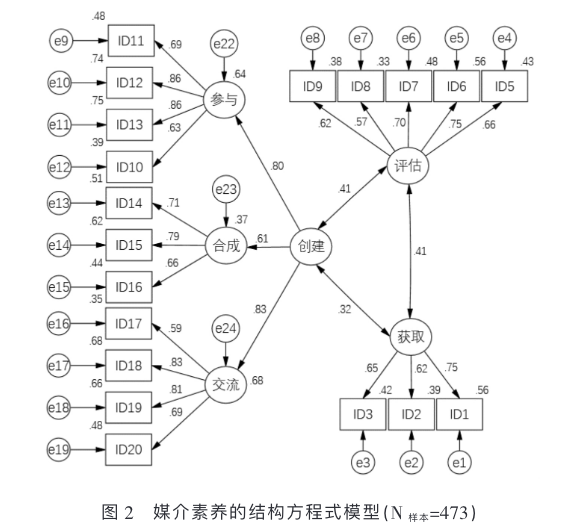 .48
e9 ID11 .69 e22
.74
e10 ID12 .86 参与 .64
.75
e11 ID13 .86
.39
e12 ID10 .63
.51
e13 ID14 .71 e23 .80
.62
e14 ID15 .79 合成 .37 .61 创建
.44
e15 ID16 .66
.35
e16 ID17 .59 e24 .83
.68
e17 ID18 .83 交流 .68
.66
e18 ID19 .81
.48
e19 ID20 .69
e8 e7 e6 e5 e4
.38 .33 .48 .56 .43
ID9 ID8 ID7 ID6 ID5
.62 .57 .70 .75 .66
评估
.41
.41
.32
获取
.65 .62 .75
.42 .39 .56
ID3 ID2 ID1
e3 e2 e1
图 2 媒介素养的结构方程式模型(N 样本=473)